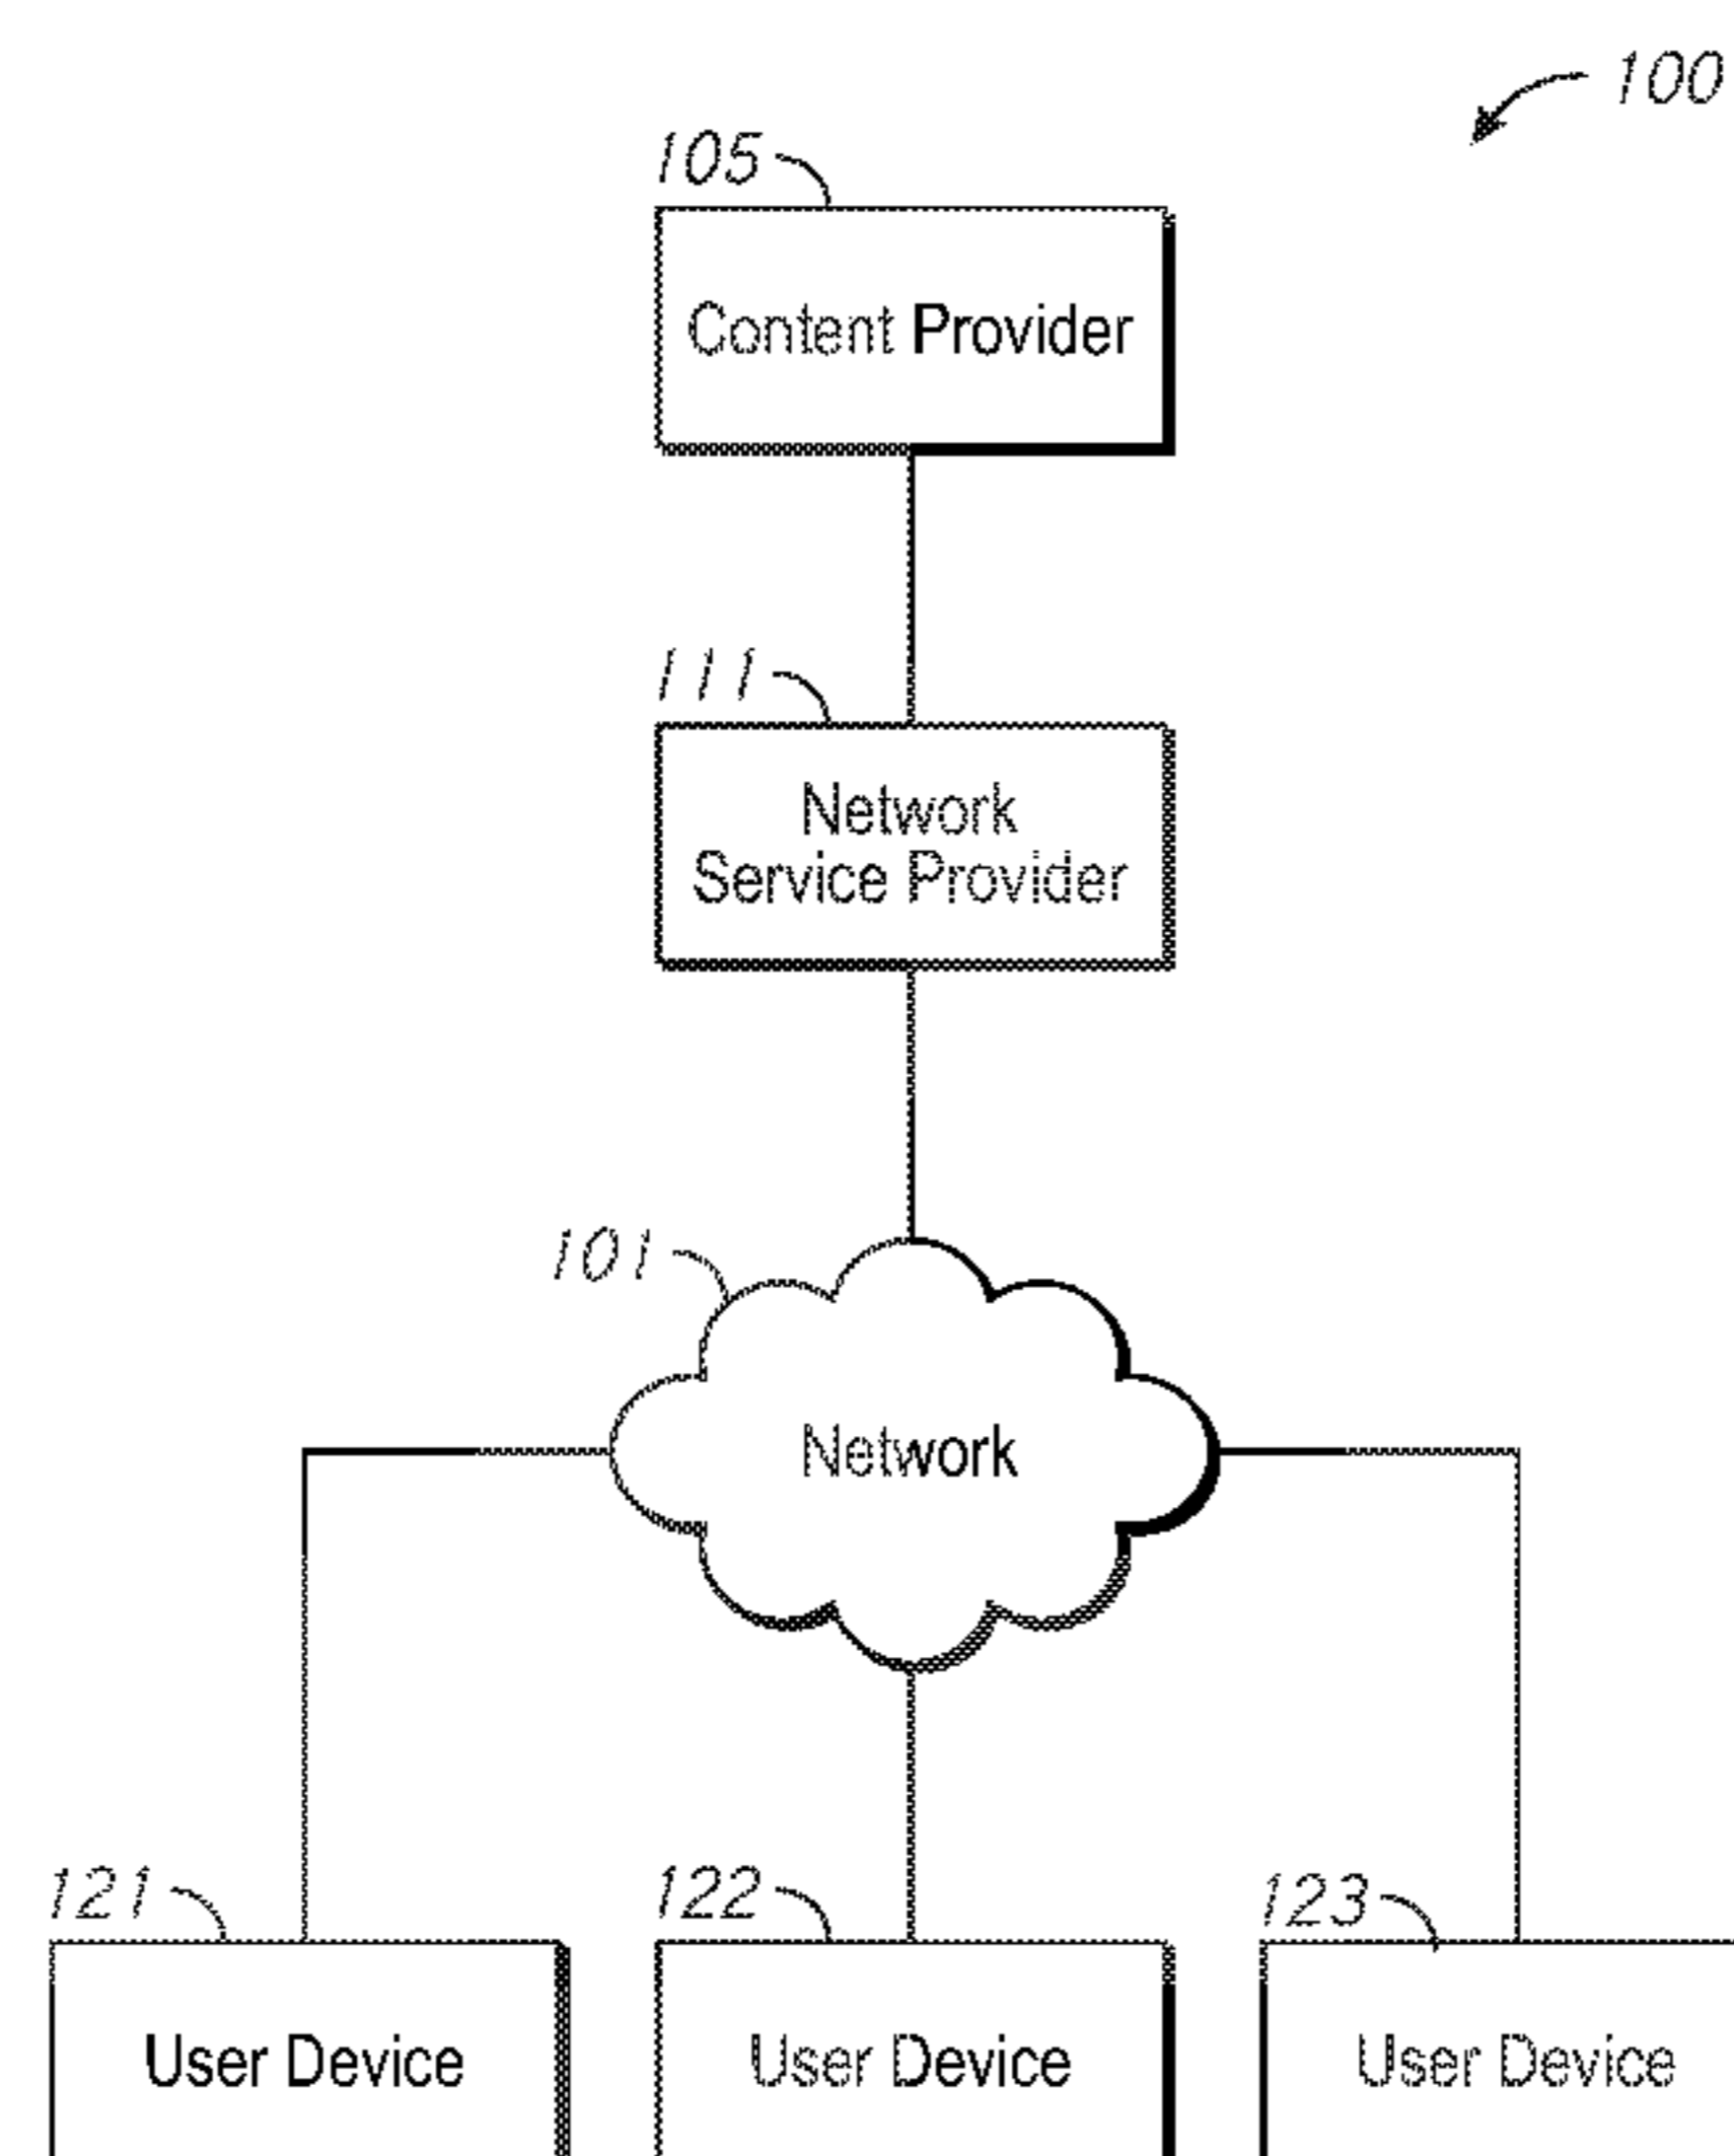 100
105
Content Provider
111
Network
Service Provider
101
Network
121
122
123
User Device
User Device
User Device